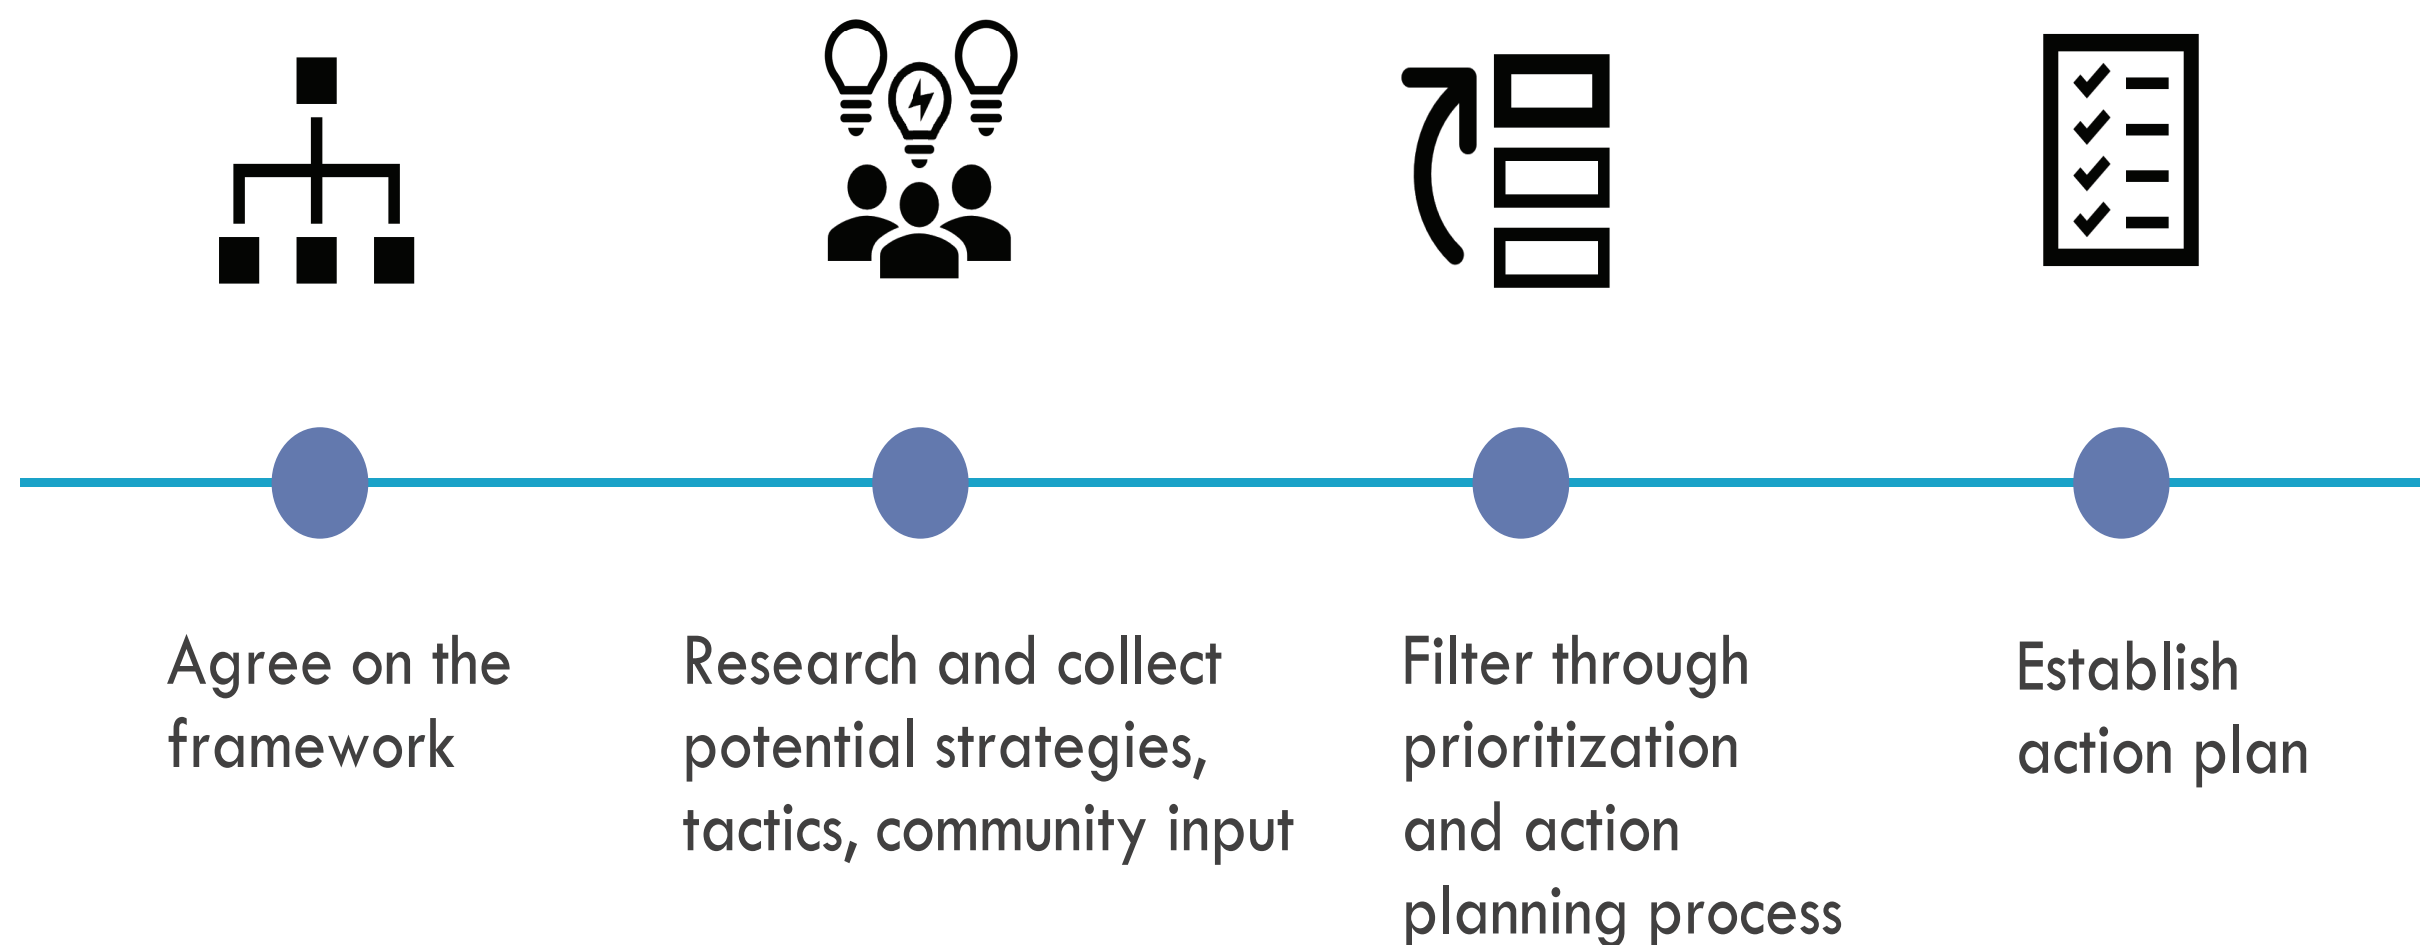 Agree on the
framework
Research and collect
potential strategies,
tactics, community input
Filter through
prioritization
and action
planning process
Establish
action plan